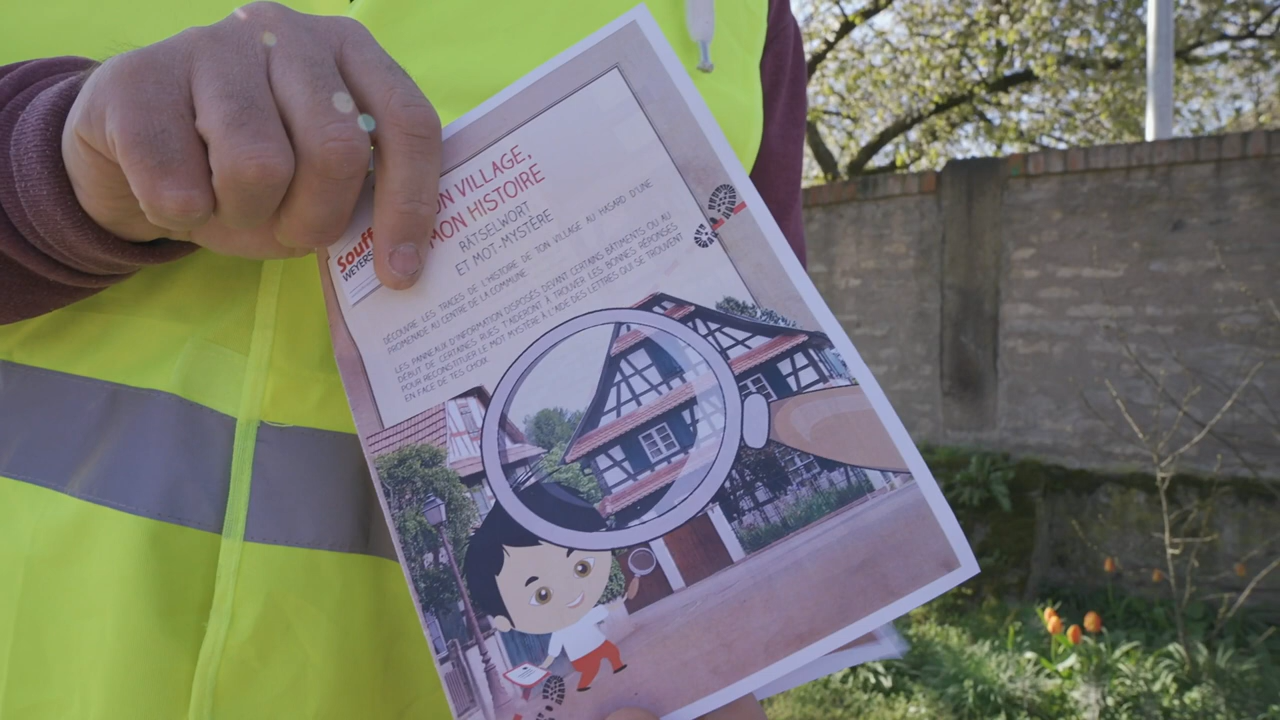 ON VILLAGE,
MON HISTOIRE
RÄTSELWORT
ET MOT-MYSTÈRE
Souff
WEYERS
DÉCOUVRE LES TRACES DE L'HISTOIRE DE TON VILLAGE AU HASARD D'UNE
PROMENADE AU CENTRE DE LA COMMUNE.
LES PANNEAUX D'INFORMATION DISPOSÉS DEVANT CERTAINS BÂTIMENTS OU AU
DÉBUT DE CERTAINES RUES T'AIDERONT À TROUVER LES BONNES RÉPONSES
POUR RECONSTITUER LE MOT MYSTÈRE À L'AIDE DES LETTRES QUI SE TROUVENT
EN FACE DE TES CHOIX.